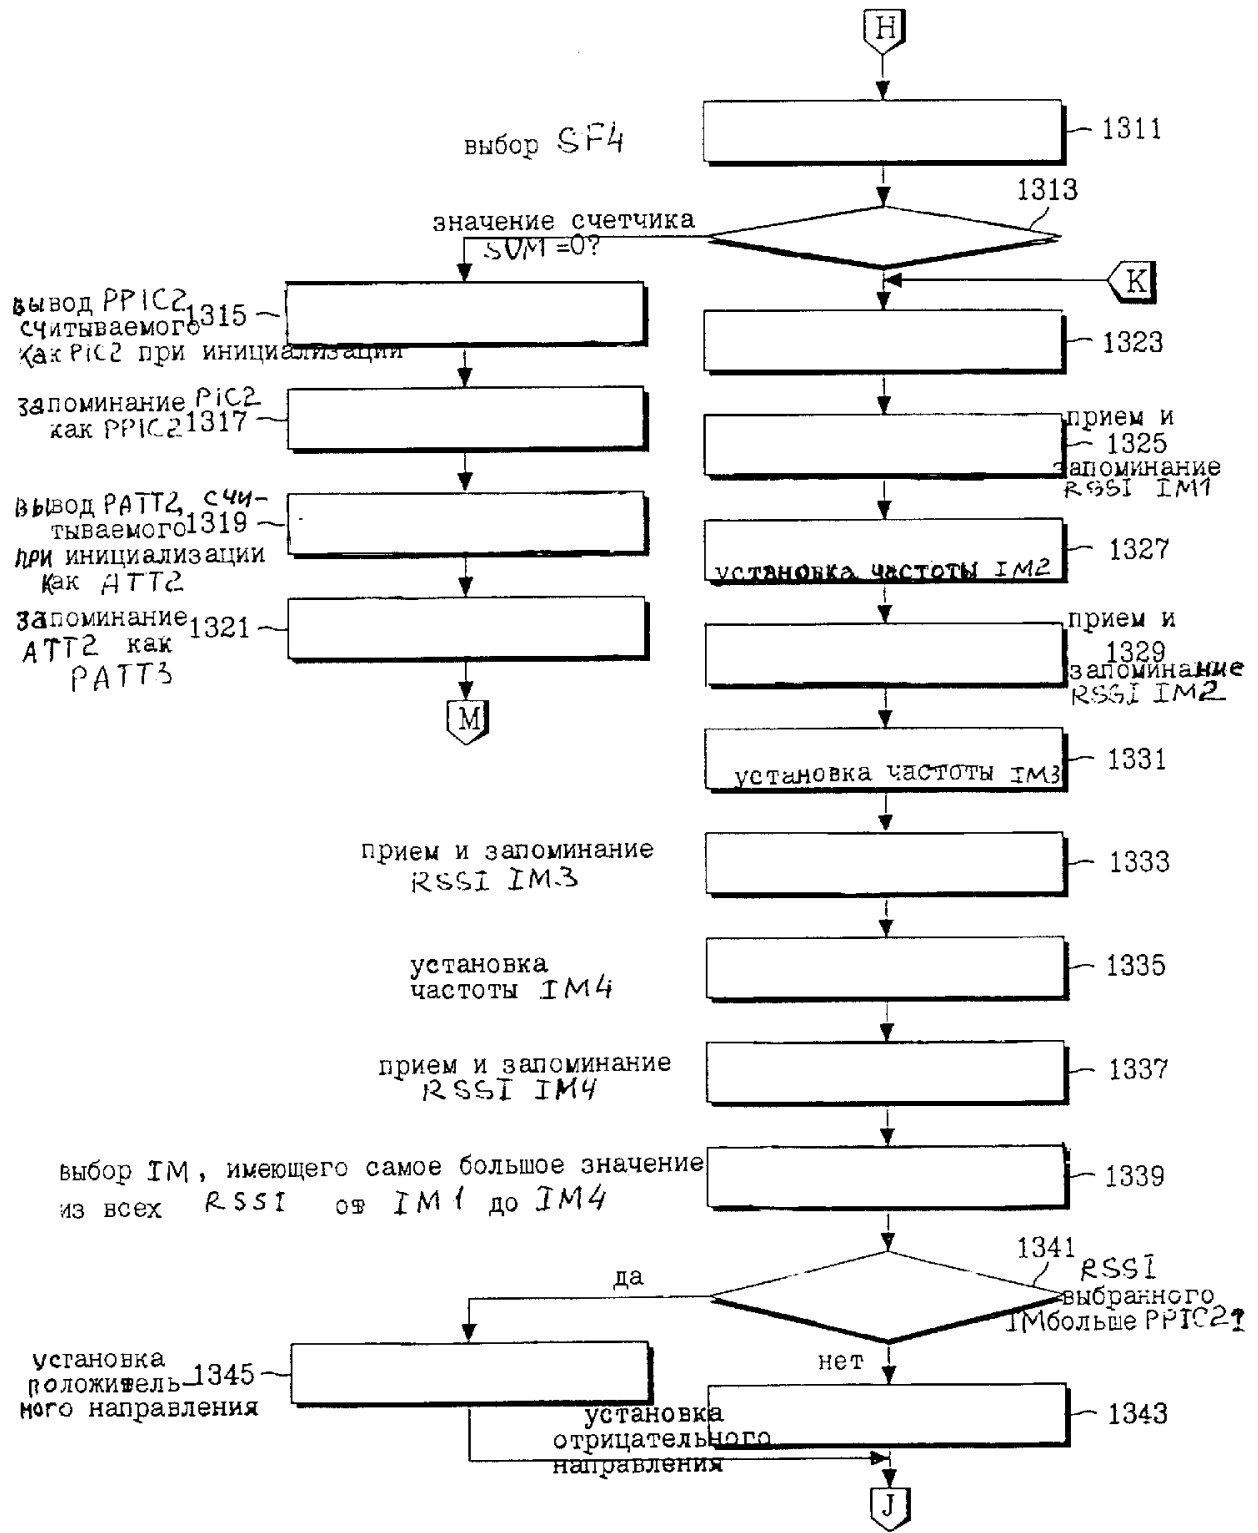 H
1311
выбор SF4
1313
значение счетчика
SVM =0?
K
вывод PPIC2
1315
считываемого
как PIC2 при инициализации
1323
запоминание PIC2
как PPIC2
1317
прием и
1325
запоминание
RSSI IM1
вывод PATT2, счи-
тываемого
1319
при инициализации
как ATT2
1327
установка частоты IM2
запоминание
1321
ATT2 как
PATT3
прием и
1329
запоминание
RSSI IM2
M
1331
установка частоты IM3
прием и запоминание
RSSI IM3
1333
установка
частоты IM4
1335
прием и запоминание
RSSI IM4
1337
выбор IM, имеющего самое большое значение
из всех RSSI от IM1 до IM4
1339
1341
RSSI
выбранного
IM больше PPIC2?
да
нет
установка
положитель-
ного направления
1345
1343
установка
отрицательного
направления
J